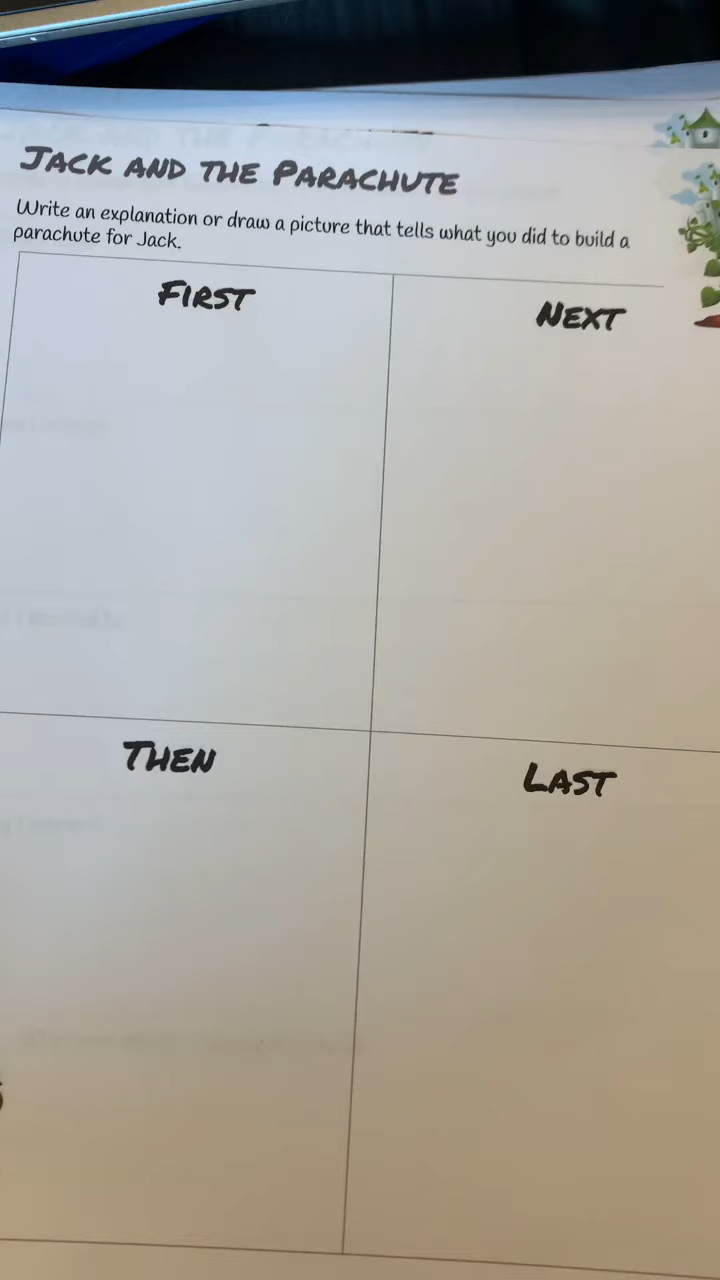 Jack and the Parachute
Write an explanation or draw a picture that tells what you did to build a
parachute for Jack.
First
Next
Then
Last